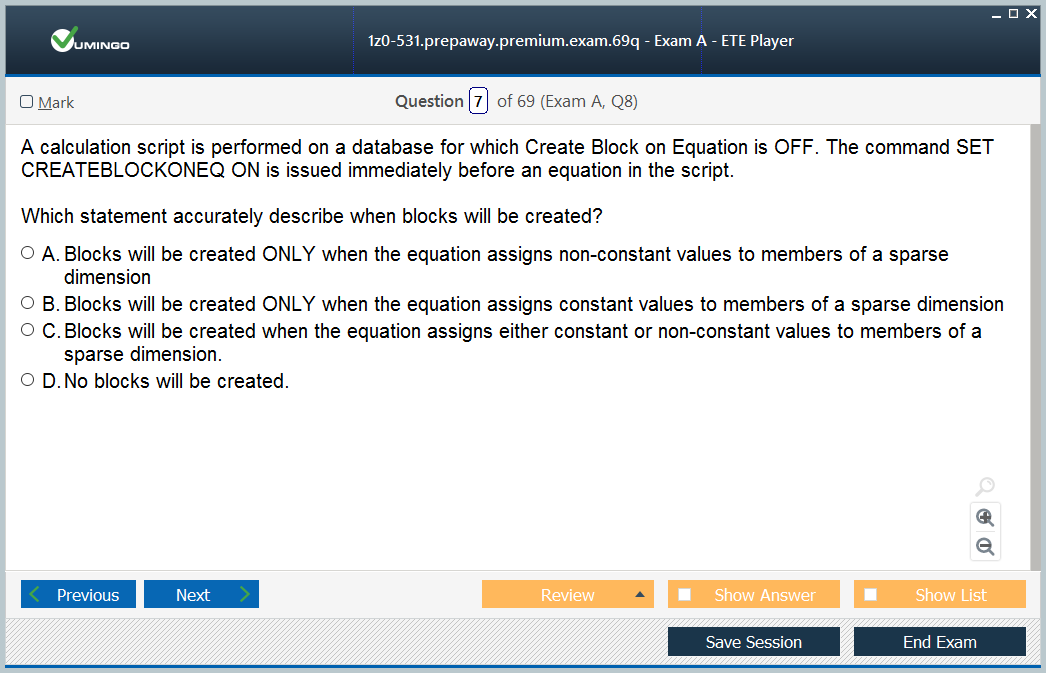 VUMINGO
1z0-531.prepaway.premium.exam.69q - Exam A - ETE Player
Mark
Question 7 of 69 (Exam A, Q8)
A calculation script is performed on a database for which Create Block on Equation is OFF. The command SET
CREATEBLOCKONEQ ON is issued immediately before an equation in the script.
Which statement accurately describe when blocks will be created?
A. Blocks will be created ONLY when the equation assigns non-constant values to members of a sparse
dimension
B. Blocks will be created ONLY when the equation assigns constant values to members of a sparse dimension
C. Blocks will be created when the equation assigns either constant or non-constant values to members of a
sparse dimension.
D. No blocks will be created.
Previous
Next
Review
Show Answer
Show List
Save Session
End Exam